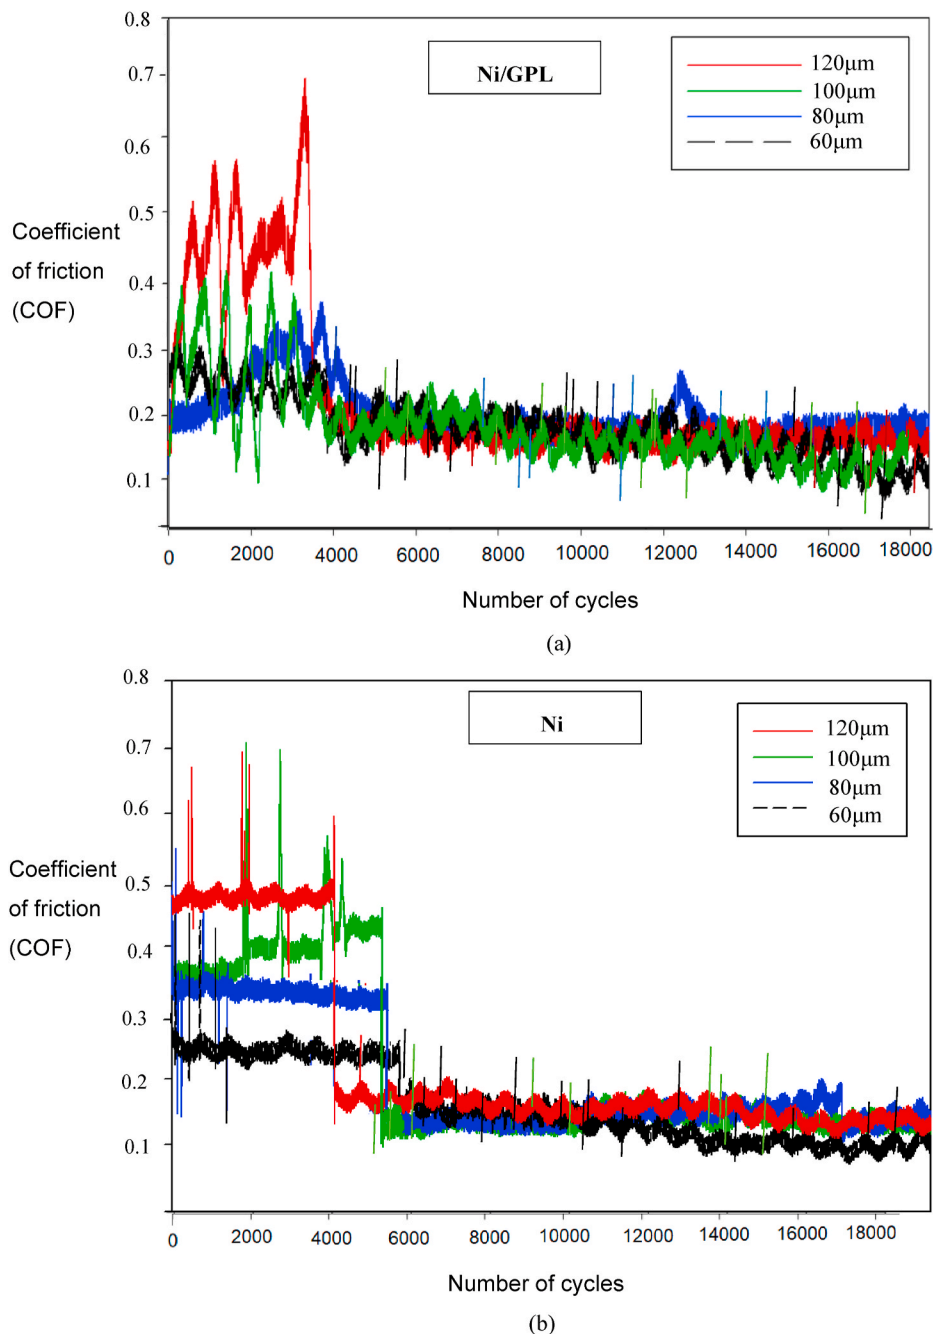 0.8
Ni/GPL
120μm
100μm
80μm
60μm
0.7
0.6
0.5
Coefficient
of friction
(COF)
0.4
0.3
0.2
0.1
0 2000 4000 6000 8000 10000 12000 14000 16000 18000
Number of cycles
(a)
0.8
Ni
120μm
100μm
80μm
60μm
0.7
0.6
Coefficient
of friction
(COF)
0.5
0.4
0.3
0.2
0.1
0 2000 4000 6000 8000 10000 12000 14000 16000 18000
Number of cycles
(b)